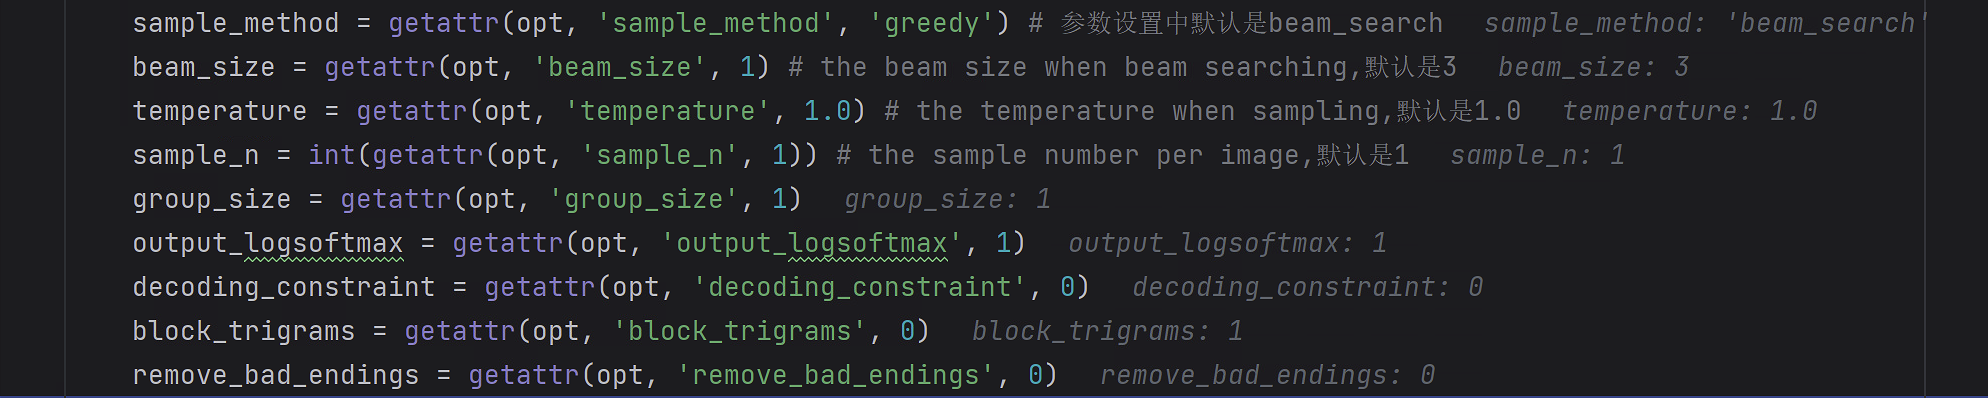 sample_method = getattr(opt, 'sample_method', 'greedy') # 参数设置中默认是beam_search   sample_method: 'beam_search'
beam_size = getattr(opt, 'beam_size', 1) # the beam size when beam searching,默认是3   beam_size: 3
temperature = getattr(opt, 'temperature', 1.0) # the temperature when sampling,默认是1.0   temperature: 1.0
sample_n = int(getattr(opt, 'sample_n', 1)) # the sample number per image,默认是1   sample_n: 1
group_size = getattr(opt, 'group_size', 1)   group_size: 1
output_logsoftmax = getattr(opt, 'output_logsoftmax', 1)   output_logsoftmax: 1
decoding_constraint = getattr(opt, 'decoding_constraint', 0)   decoding_constraint: 0
block_trigrams = getattr(opt, 'block_trigrams', 0)   block_trigrams: 1
remove_bad_endings = getattr(opt, 'remove_bad_endings', 0)   remove_bad_endings: 0